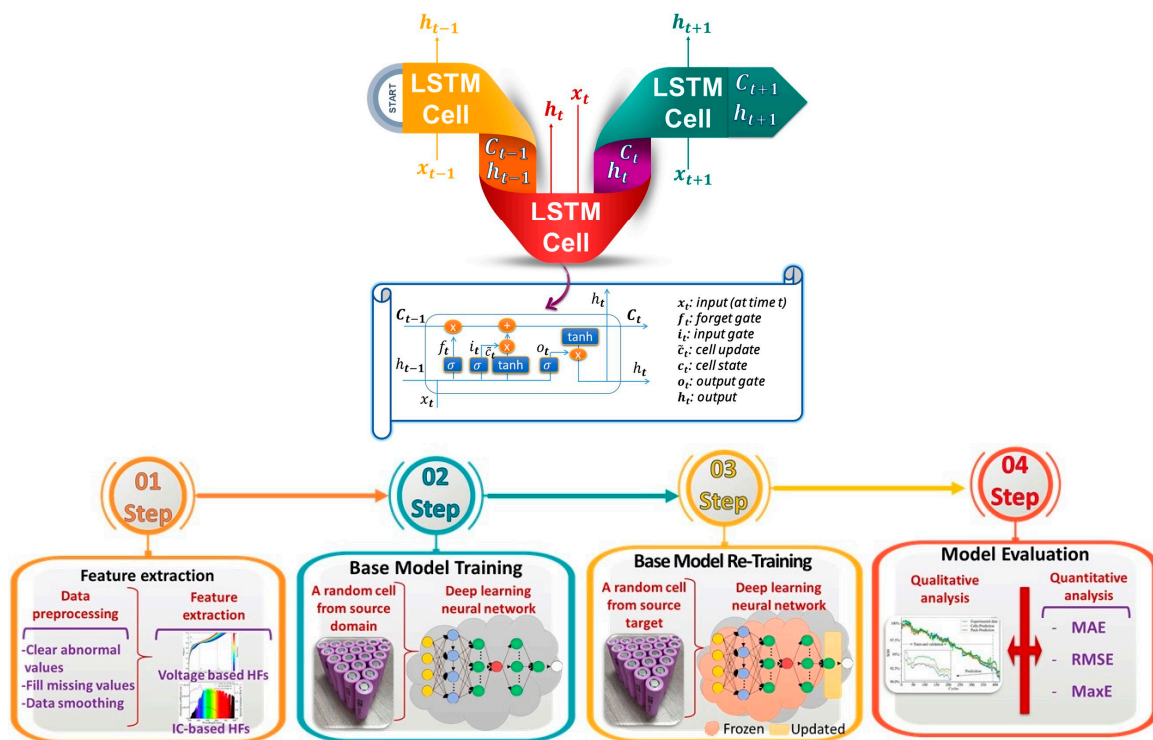 h_{t-1}
h_{t+1}
START
LSTM
Cell
h_t
x_t
LSTM
Cell
C_{t+1}
h_{t+1}
x_{t-1}
C_{t-1}
h_{t-1}
C_t
h_t
x_{t+1}
LSTM
Cell
C_{t-1}
h_t
C_t
x
+
f_t
i_t
c̃_t
x
o_t
tanh
x
σ
σ
tanh
σ
h_{t-1}
h_t
x_t
x_t: input (at time t)
f_t: forget gate
i_t: input gate
c̃_t: cell update
c_t: cell state
o_t: output gate
h_t: output
01
Step
02
Step
03
Step
04
Step
Feature extraction
Data
preprocessing
-Clear abnormal
values
-Fill missing values
-Data smoothing
Feature
extraction
Voltage based HFs
IC-based HFs
Base Model Training
A random cell
from source
domain
Deep learning
neural network
Base Model Re-Training
A random cell
from source
target
Deep learning
neural network
Frozen
Updated
Model Evaluation
Qualitative
analysis
Quantitative
analysis
- MAE
- RMSE
- MaxE